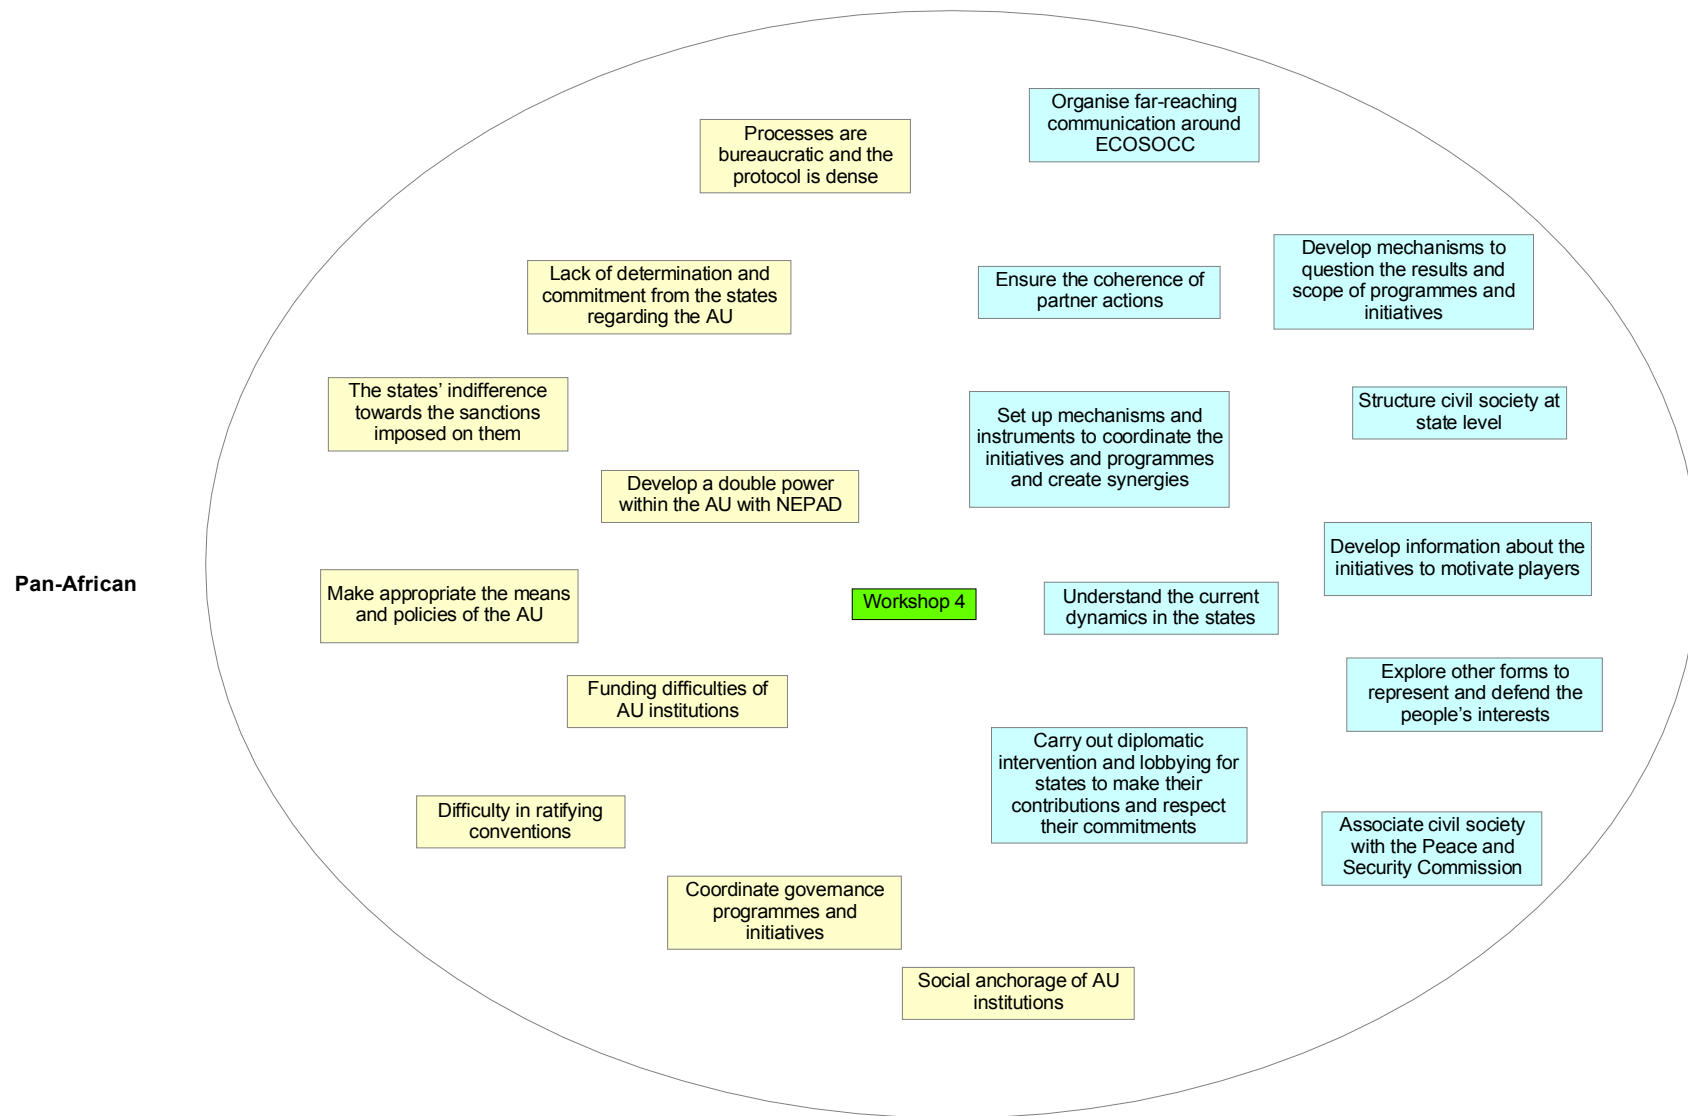 Organise far-reaching
communication around
ECOSOCC
Processes are
bureaucratic and the
protocol is dense
Develop mechanisms to
question the results and
scope of programmes and
initiatives
Lack of determination and
commitment from the states
regarding the AU
Ensure the coherence of
partner actions
The states’ indifference
towards the sanctions
imposed on them
Set up mechanisms and
instruments to coordinate the
initiatives and programmes
and create synergies
Structure civil society at
state level
Develop a double power
within the AU with NEPAD
Develop information about the
initiatives to motivate players
Pan-African
Make appropriate the means
and policies of the AU
Workshop 4
Understand the current
dynamics in the states
Funding difficulties of
AU institutions
Explore other forms to
represent and defend the
people’s interests
Carry out diplomatic
intervention and lobbying for
states to make their
contributions and respect
their commitments
Difficulty in ratifying
conventions
Associate civil society
with the Peace and
Security Commission
Coordinate governance
programmes and
initiatives
Social anchorage of AU
institutions